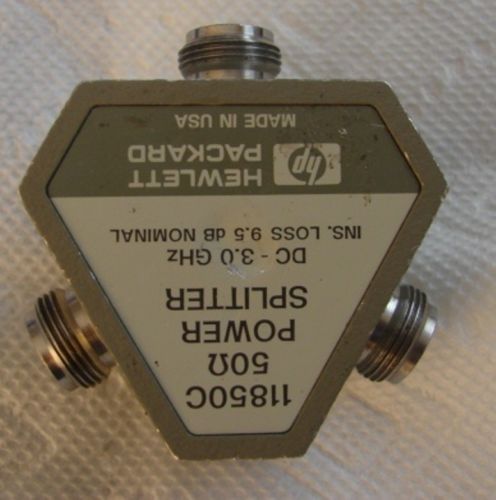 11850C
50Ω
POWER
SPLITTER
DC - 3.0 GHz
INS. LOSS 9.5 dB NOMINAL
hp HEWLETT
PACKARD
MADE IN USA